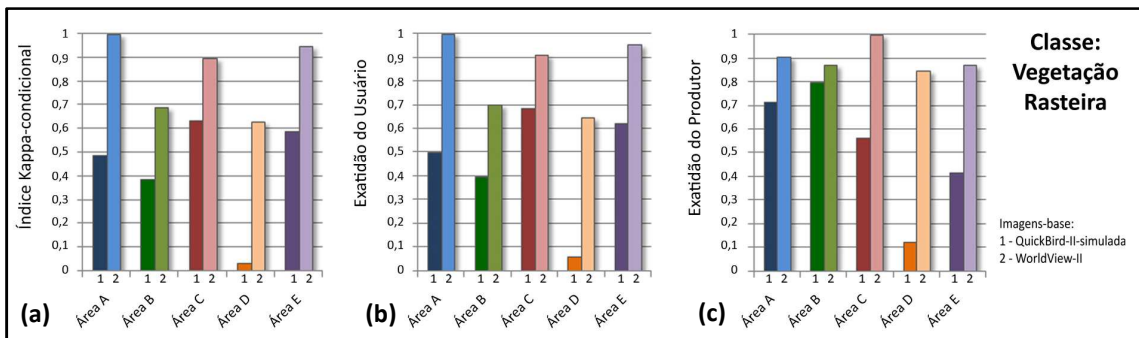 Índice Kappa-condicional
1
0,9
0,8
0,7
0,6
0,5
0,4
0,3
0,2
0,1
0
1 2 1 2 1 2 1 2 1 2
Área A Área B Área C Área D Área E
(a)
Exatidão do Usuário
1
0,9
0,8
0,7
0,6
0,5
0,4
0,3
0,2
0,1
0
1 2 1 2 1 2 1 2 1 2
Área A Área B Área C Área D Área E
(b)
Exatidão do Produtor
1
0,9
0,8
0,7
0,6
0,5
0,4
0,3
0,2
0,1
0
1 2 1 2 1 2 1 2 1 2
Área A Área B Área C Área D Área E
(c)
Classe:
Vegetação
Rasteira
Imagens-base:
1 - QuickBird-II-simulada
2 - WorldView-II